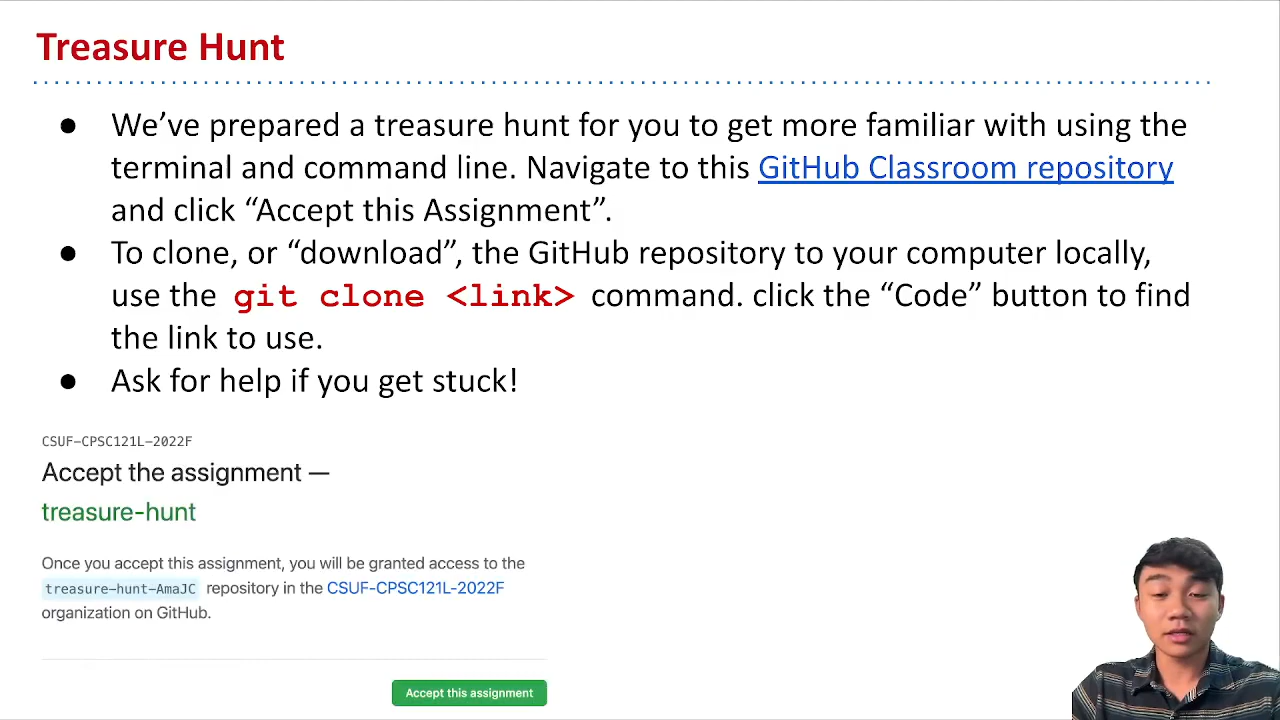 Treasure Hunt
● We’ve prepared a treasure hunt for you to get more familiar with using the
terminal and command line. Navigate to this GitHub Classroom repository
and click “Accept this Assignment”.
● To clone, or “download”, the GitHub repository to your computer locally,
use the git clone <link> command. click the “Code” button to find
the link to use.
● Ask for help if you get stuck!
CSUF-CPSC121L-2022F
Accept the assignment —
treasure-hunt
Once you accept this assignment, you will be granted access to the
treasure-hunt-AmaJC repository in the CSUF-CPSC121L-2022F
organization on GitHub.
Accept this assignment